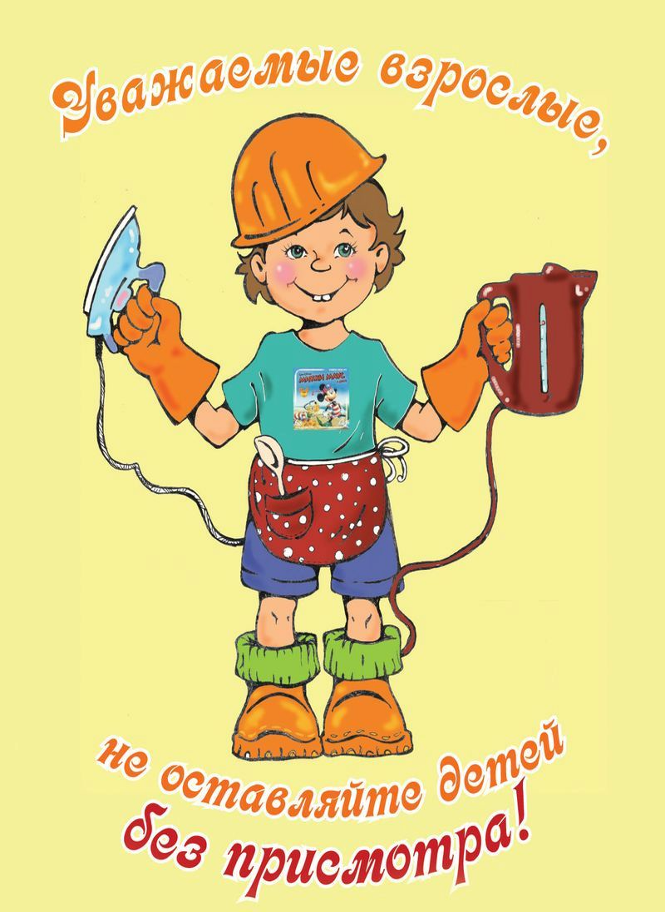 Уважаемые взрослые,
не оставляйте детей
без присмотра!